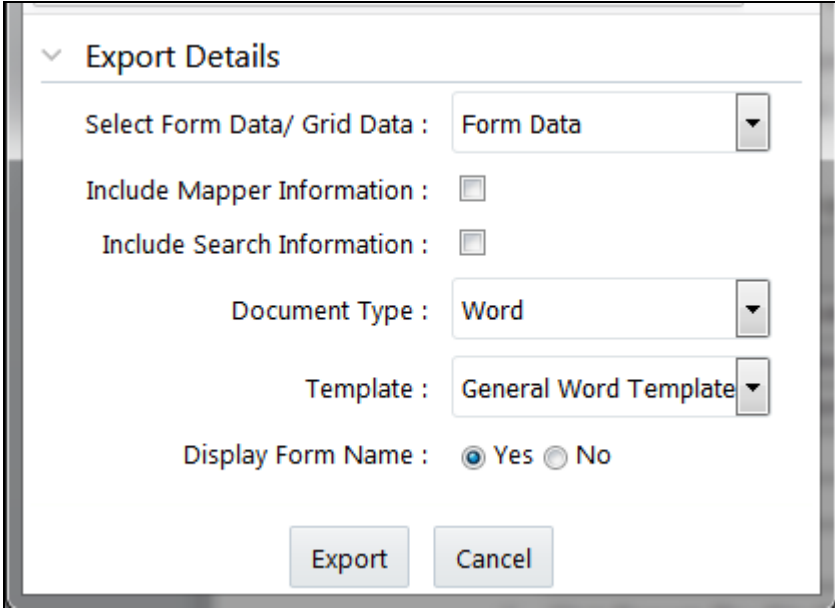 Export Details
Select Form Data/ Grid Data : Form Data
Include Mapper Information :
Include Search Information :
Document Type : Word
Template : General Word Template
Display Form Name : Yes No
Export Cancel